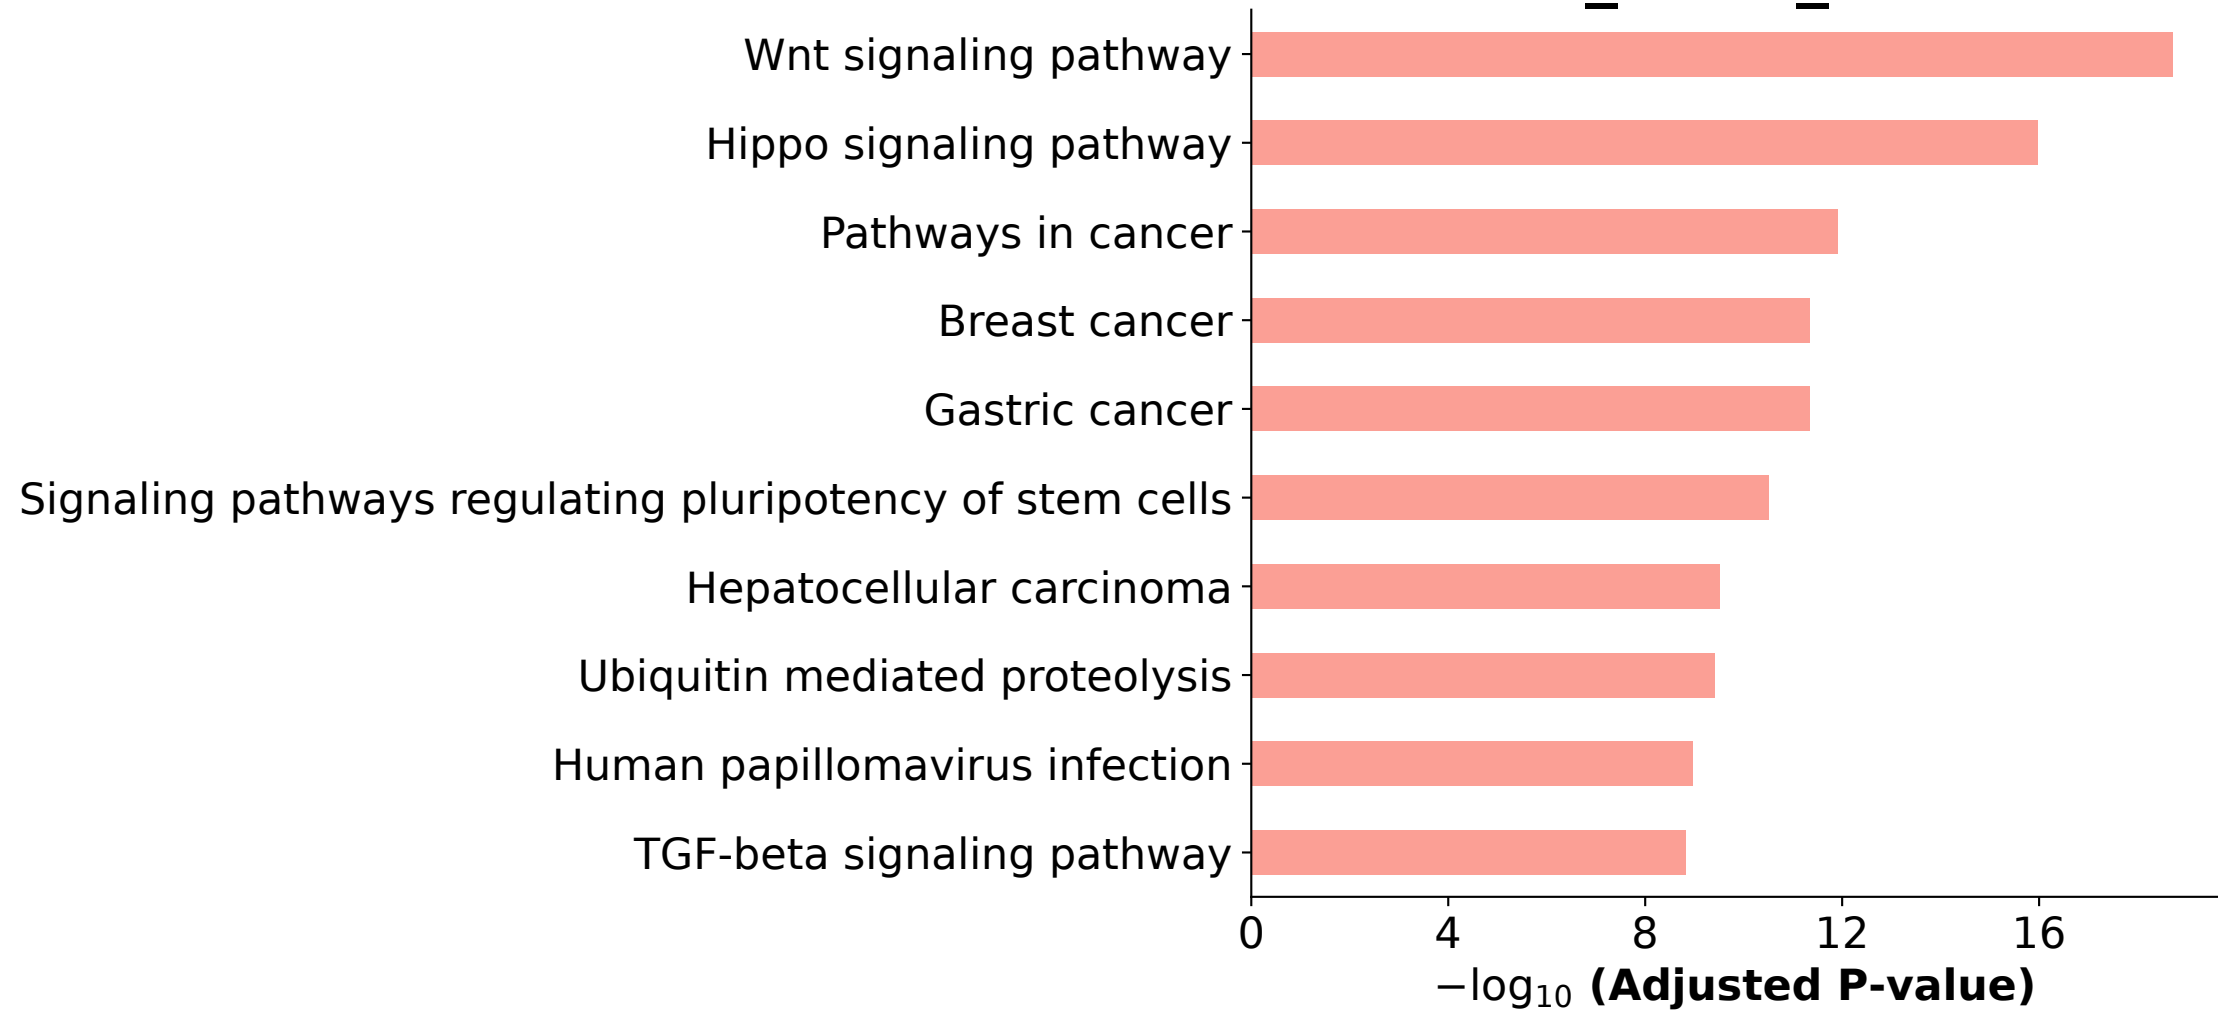 Wnt signaling pathway
Hippo signaling pathway
Pathways in cancer
Breast cancer
Gastric cancer
Signaling pathways regulating pluripotency of stem cells
Hepatocellular carcinoma
Ubiquitin mediated proteolysis
Human papillomavirus infection
TGF-beta signaling pathway
0 4 8 12 16
−log₁₀ (Adjusted P-value)